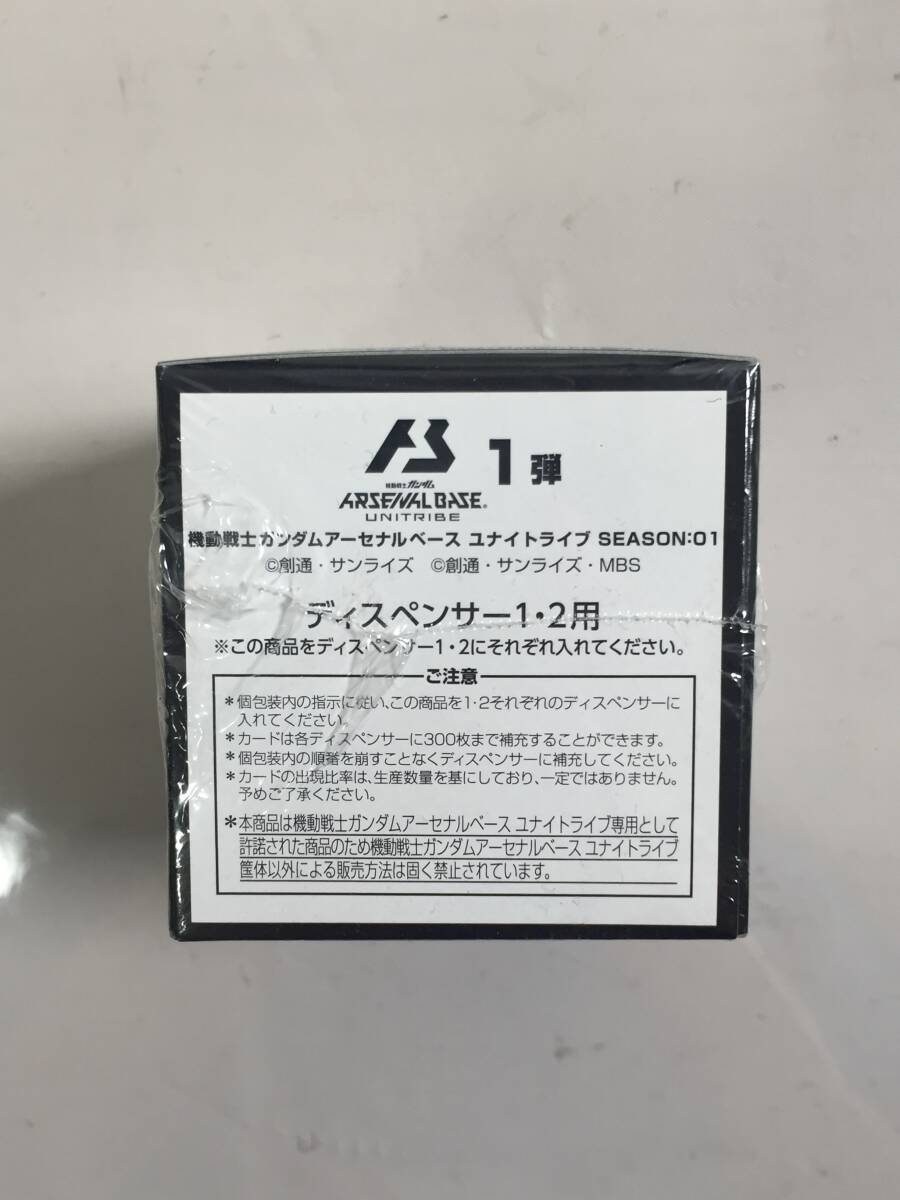 AB 1弾
機動戦士ガンダム
ARSENAL BASE®
UNITRIBE
機動戦士ガンダムアーセナルベース ユナイトライブ SEASON:01
©創通・サンライズ ©創通・サンライズ・MBS
ディスペンサー1・2用
※この商品をディスペンサー1・2にそれぞれ入れてください。
ご注意
*個包装内の指示に従い、この商品を1・2それぞれのディスペンサーに
入れてください。
*カードは各ディスペンサーに300枚まで補充することができます。
*個包装内の順番を崩すことなくディスペンサーに補充してください。
*カードの出現比率は、生産数量を基にしており、一定ではありません。
予めご了承ください。
*本商品は機動戦士ガンダムアーセナルベース ユナイトライブ専用として
許諾された商品のため機動戦士ガンダムアーセナルベース ユナイトライブ
筐体以外による販売方法は固く禁止されています。